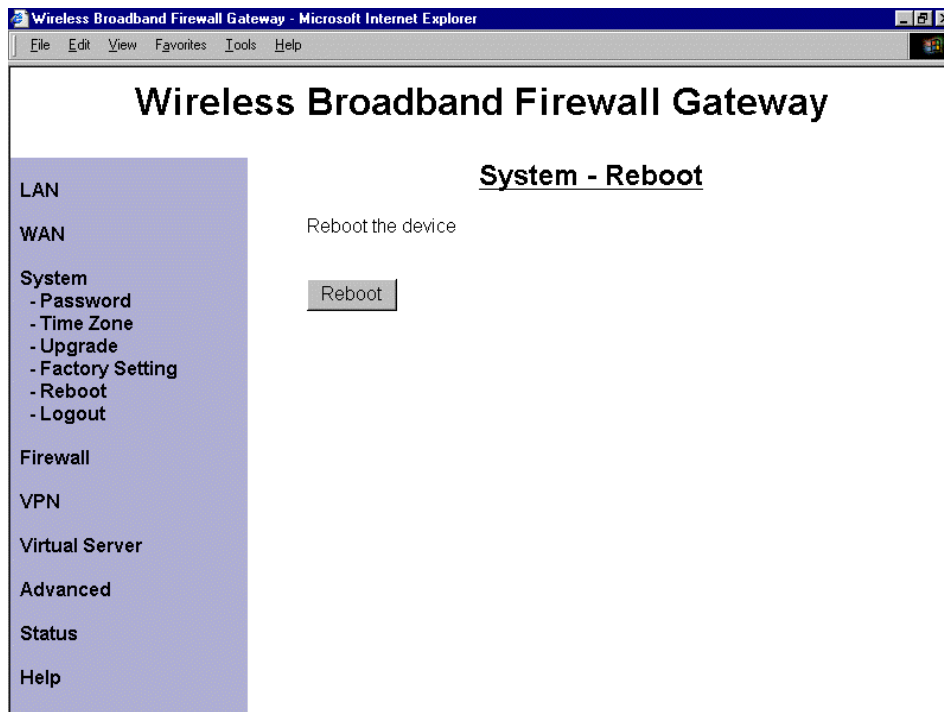 Wireless Broadband Firewall Gateway - Microsoft Internet Explorer
File Edit View Favorites Tools Help
Wireless Broadband Firewall Gateway
LAN
WAN
System
- Password
- Time Zone
- Upgrade
- Factory Setting
- Reboot
- Logout
Firewall
VPN
Virtual Server
Advanced
Status
Help
System - Reboot
Reboot the device
Reboot